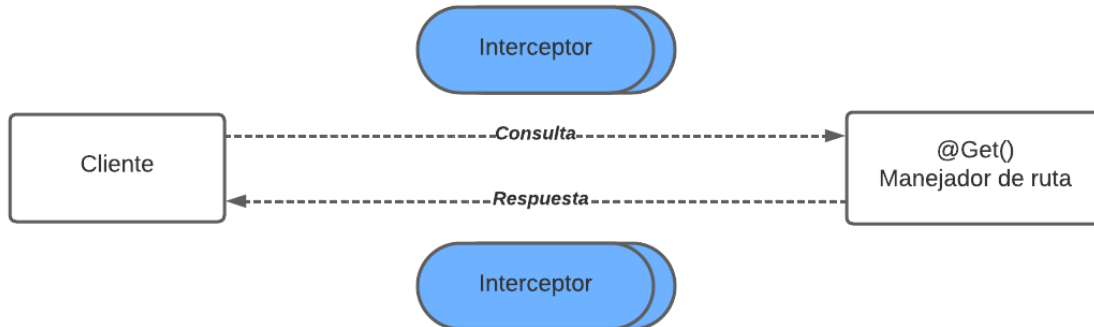 Interceptor
Consulta
Cliente
@Get()
Manejador de ruta
Respuesta
Interceptor